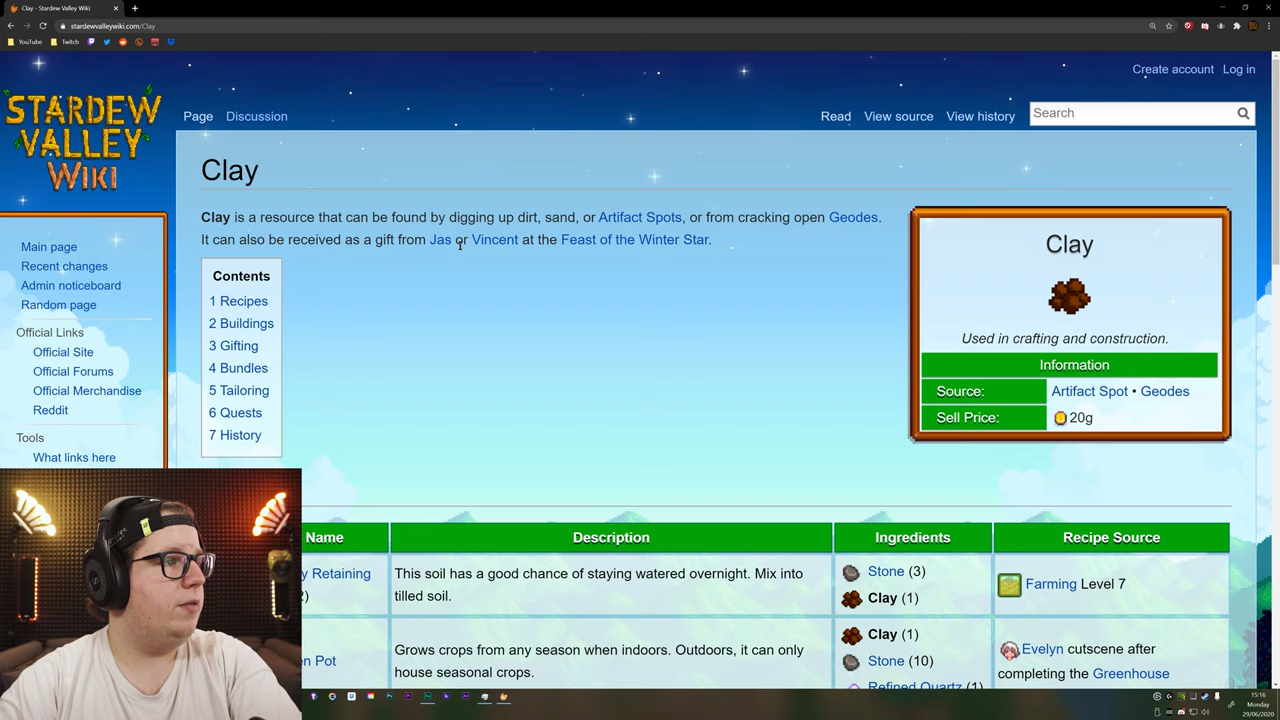 Clay - Stardew Valley Wiki
stardewvalleywiki.com/Clay
YouTube
Twitch
STARDEW
VALLEY
WIKI
Create account
Log in
Page
Discussion
Read
View source
View history
Search
Main page
Recent changes
Admin noticeboard
Random page
Official Links
Official Site
Official Forums
Official Merchandise
Reddit
Tools
What links here
Clay
Clay is a resource that can be found by digging up dirt, sand, or Artifact Spots, or from cracking open Geodes.
It can also be received as a gift from Jas or Vincent at the Feast of the Winter Star.
Contents
1 Recipes
2 Buildings
3 Gifting
4 Bundles
5 Tailoring
6 Quests
7 History
Clay
Used in crafting and construction.
Information
Source: Artifact Spot • Geodes
Sell Price: 20g
Name Description Ingredients Recipe Source
y Retaining
2)
This soil has a good chance of staying watered overnight. Mix into
tilled soil.
Stone (3)
Clay (1)
Farming Level 7
en Pot
Grows crops from any season when indoors. Outdoors, it can only
house seasonal crops.
Clay (1)
Stone (10)
Refined Quartz (1)
Evelyn cutscene after
completing the Greenhouse
15:16
Monday
29/06/2020